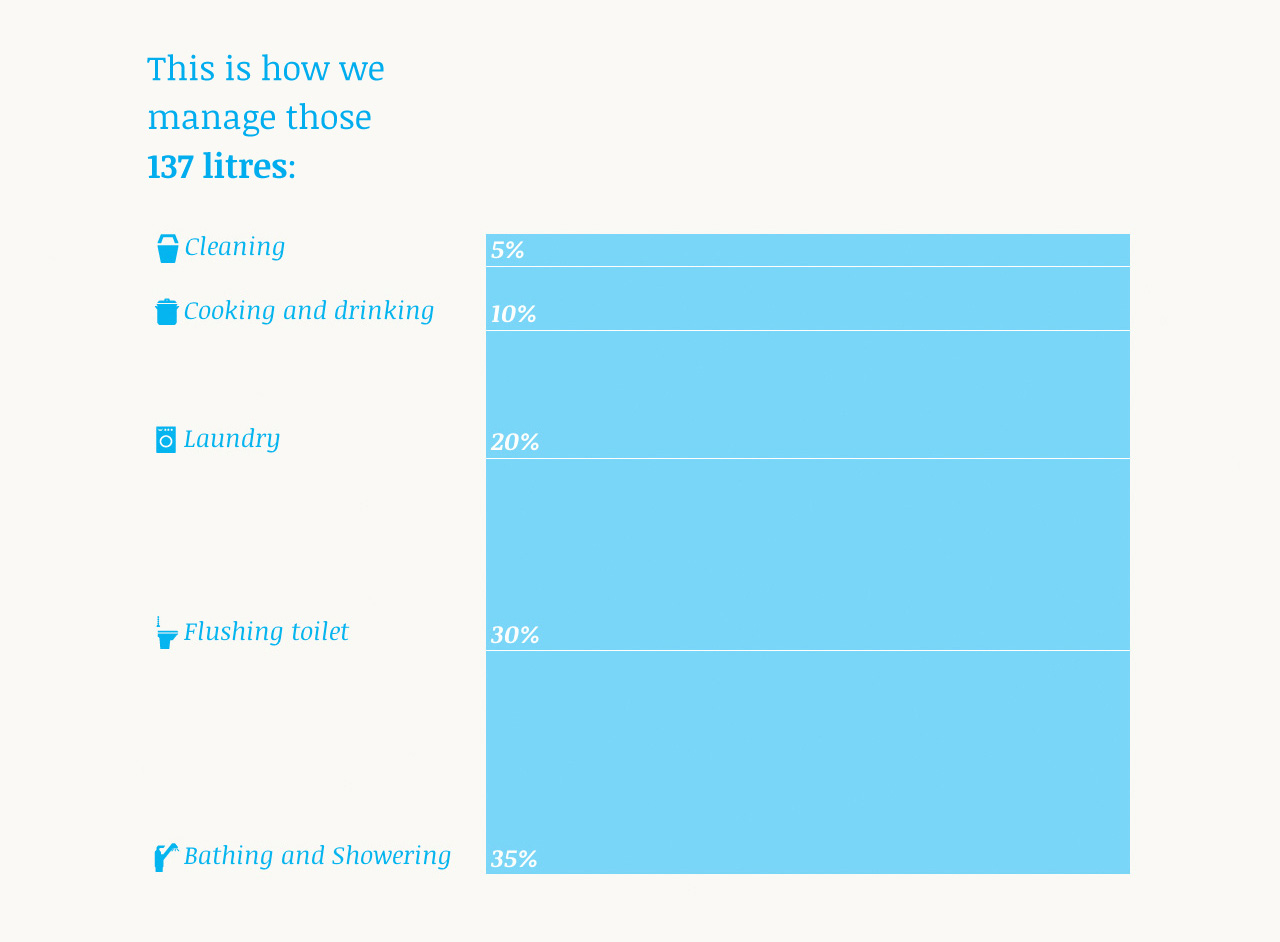 This is how we
manage those
137 litres:
Cleaning
5%
Cooking and drinking
10%
Laundry
20%
Flushing toilet
30%
Bathing and Showering
35%